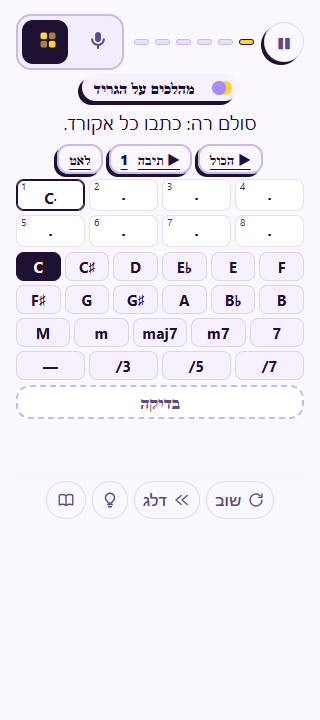 מהלכים על הגריד
סולם רה: כתבו כל אקורד.
הכול תיבה 1 לאט
1 C· 2 · 3 · 4 ·
5 · 6 · 7 · 8 ·
C C♯ D E♭ E F
F♯ G G♯ A B♭ B
M m maj7 m7 7
— /3 /5 /7
בדיקה
שוב דלג